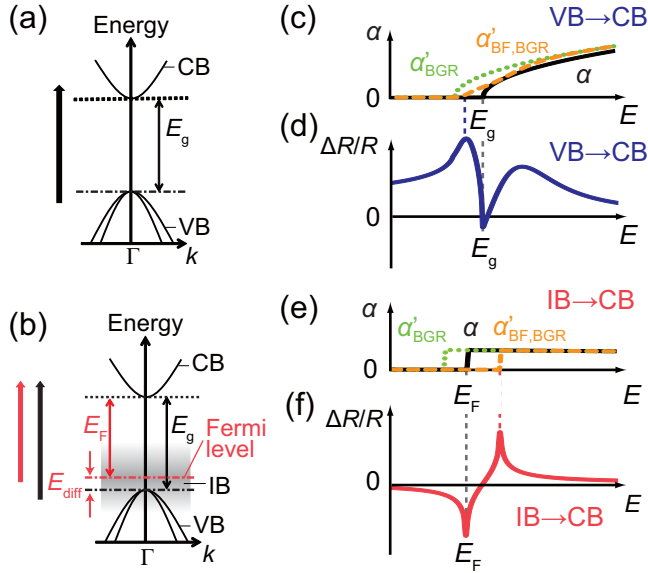 (a)
Energy
CB
E_g
VB
Γ
k
(b)
Energy
CB
E_F
E_g
Fermi
level
IB
E_diff
VB
Γ
k
(c)
VB→CB
α
α'_BGR
α'_BF,BGR
α
0
E_g
E
(d)
ΔR/R
VB→CB
0
E_g
E
(e)
IB→CB
α
α'_BGR
α
α'_BF,BGR
0
E_F
E
(f)
ΔR/R
0
E
IB→CB
E_F